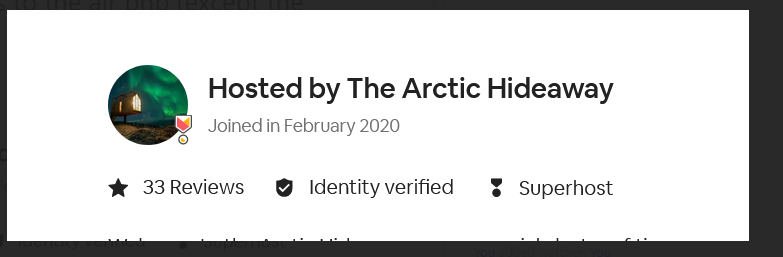 Hosted by The Arctic Hideaway
Joined in February 2020
33 Reviews
Identity verified
Superhost